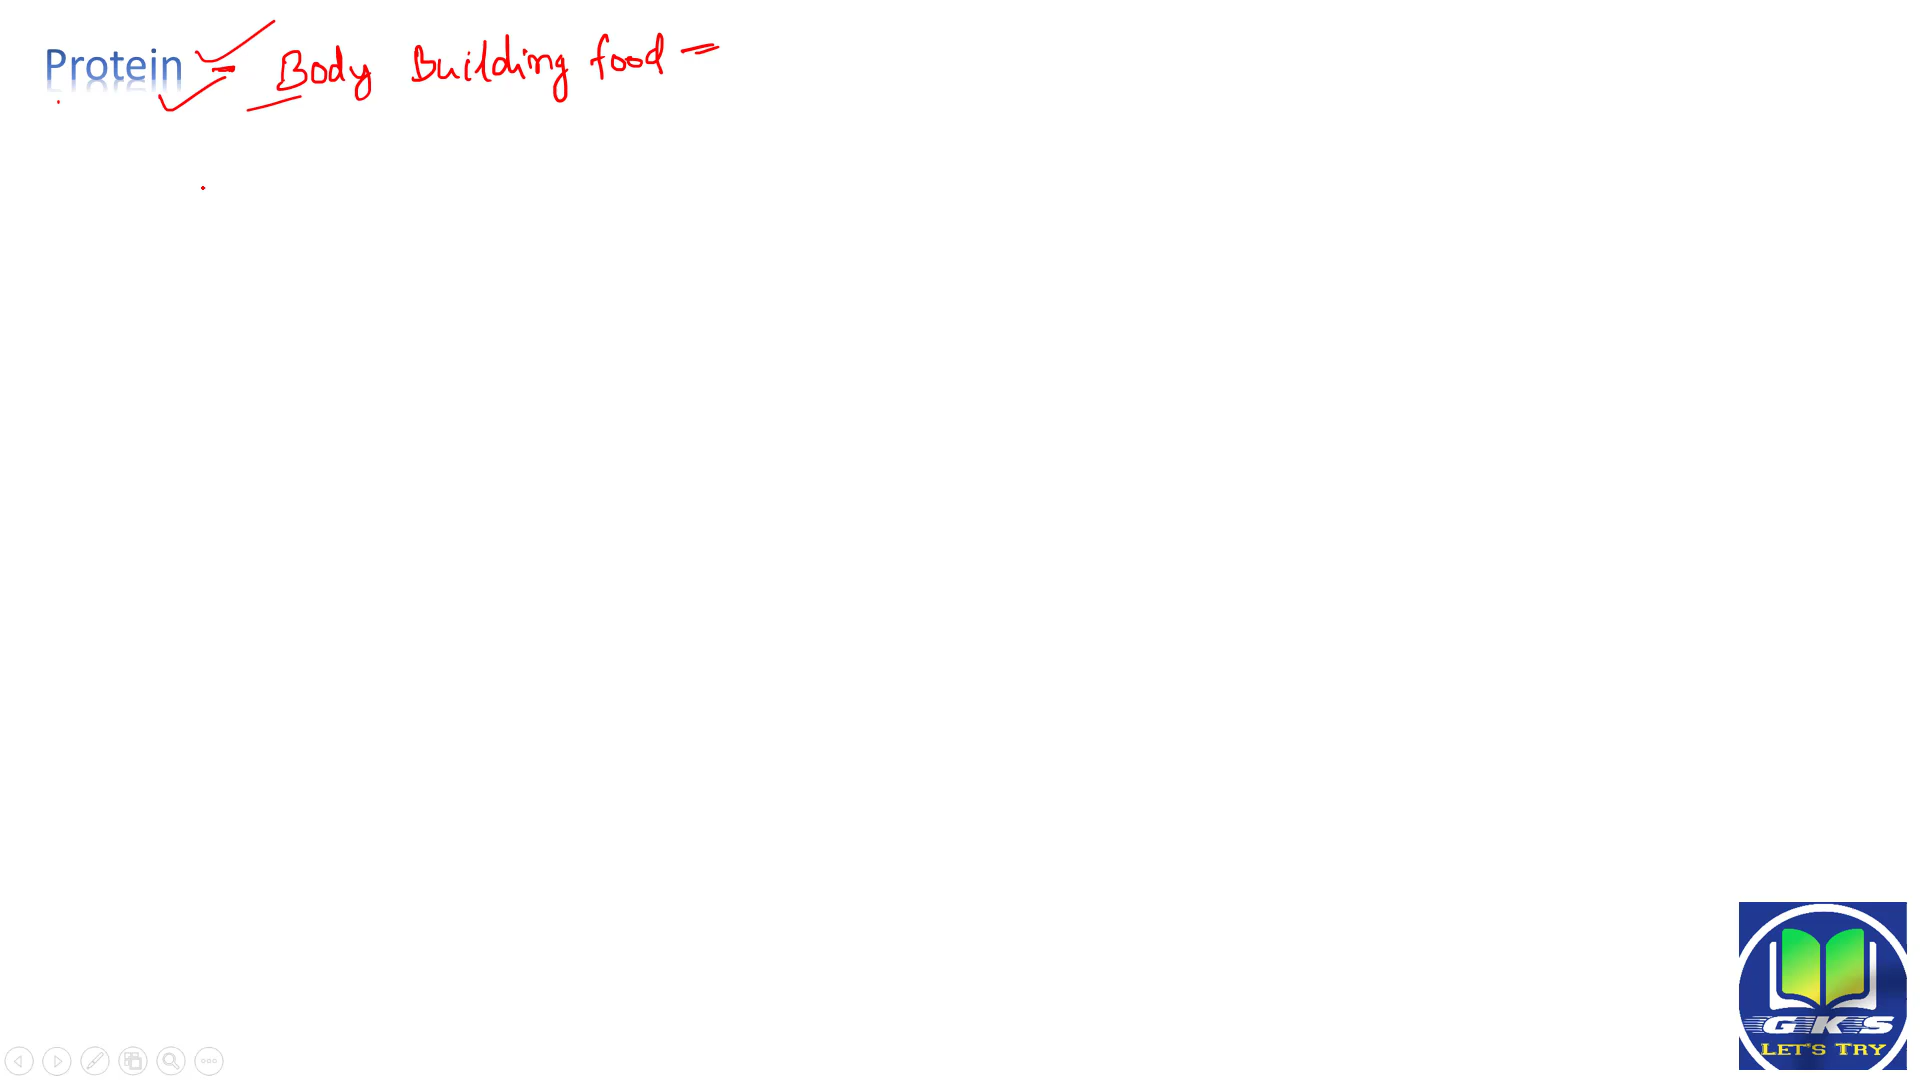 Protein = Body Building food =
GKS
LET'S TRY